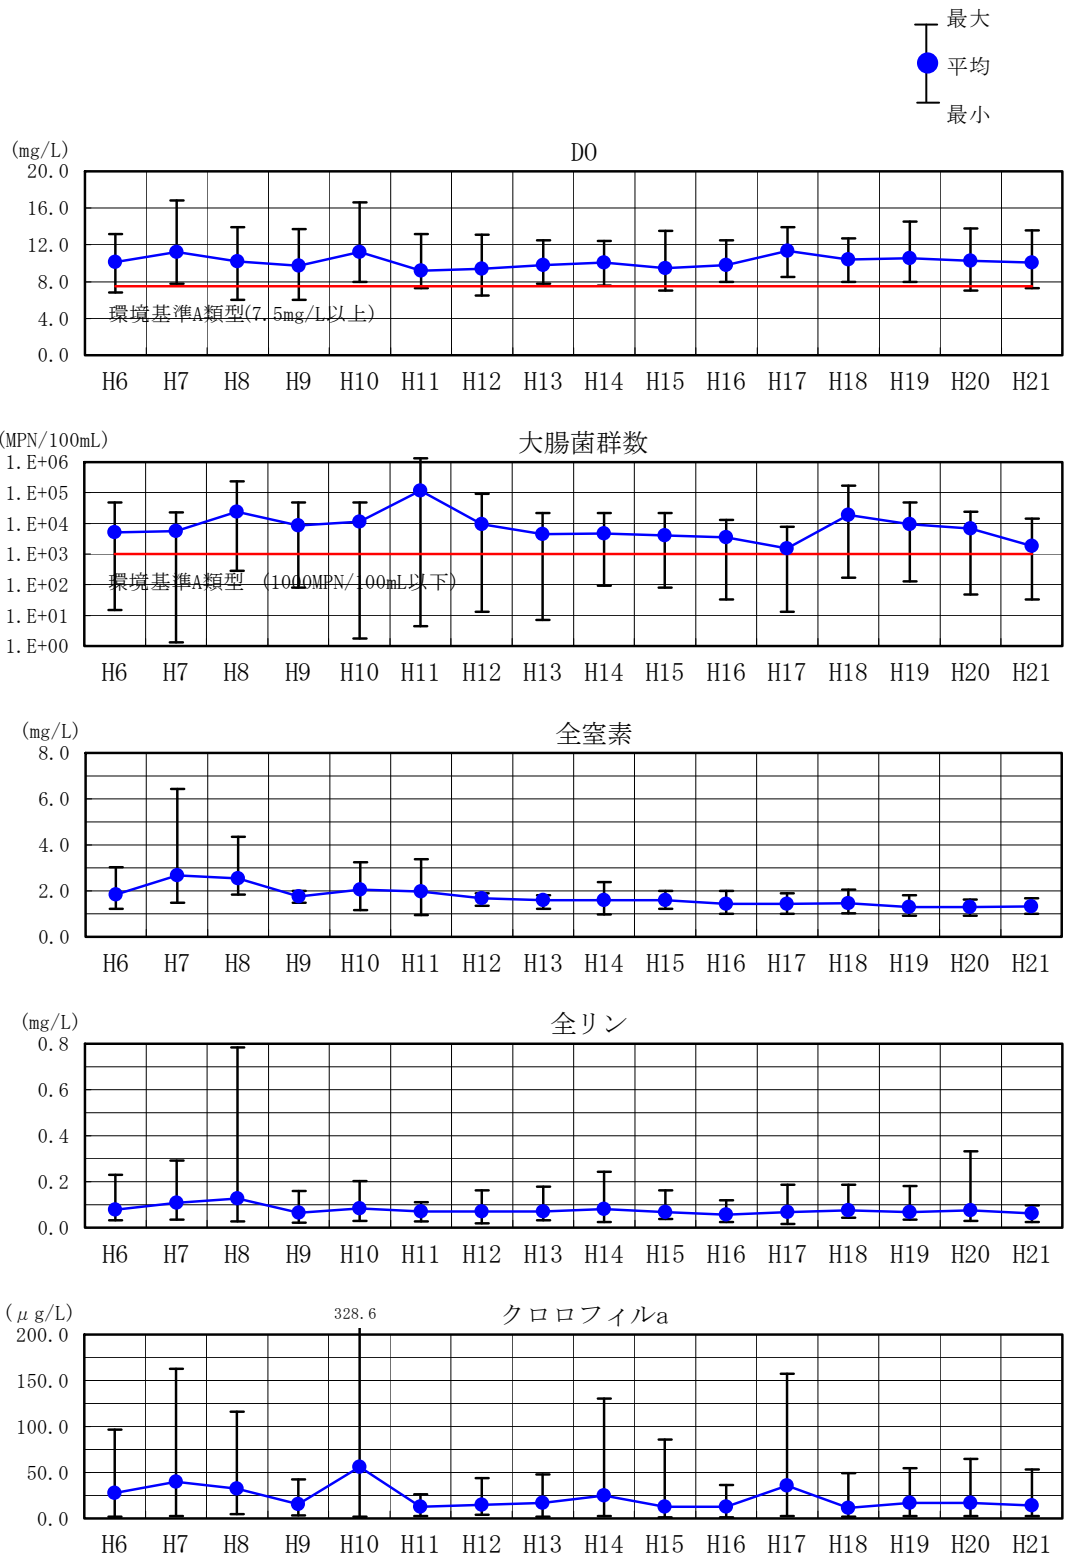 最大
平均
最小
(mg/L)
DO
20.0
16.0
12.0
8.0
4.0
0.0
環境基準A類型(7.5mg/L以上)
H6 H7 H8 H9 H10 H11 H12 H13 H14 H15 H16 H17 H18 H19 H20 H21
(MPN/100mL)
大腸菌群数
1.E+06
1.E+05
1.E+04
1.E+03
1.E+02
1.E+01
1.E+00
環境基準A類型 (1000MPN/100mL以下)
H6 H7 H8 H9 H10 H11 H12 H13 H14 H15 H16 H17 H18 H19 H20 H21
(mg/L)
全窒素
8.0
6.0
4.0
2.0
0.0
H6 H7 H8 H9 H10 H11 H12 H13 H14 H15 H16 H17 H18 H19 H20 H21
(mg/L)
全リン
0.8
0.6
0.4
0.2
0.0
H6 H7 H8 H9 H10 H11 H12 H13 H14 H15 H16 H17 H18 H19 H20 H21
(μg/L)
328.6
クロロフィルa
200.0
150.0
100.0
50.0
0.0
H6 H7 H8 H9 H10 H11 H12 H13 H14 H15 H16 H17 H18 H19 H20 H21